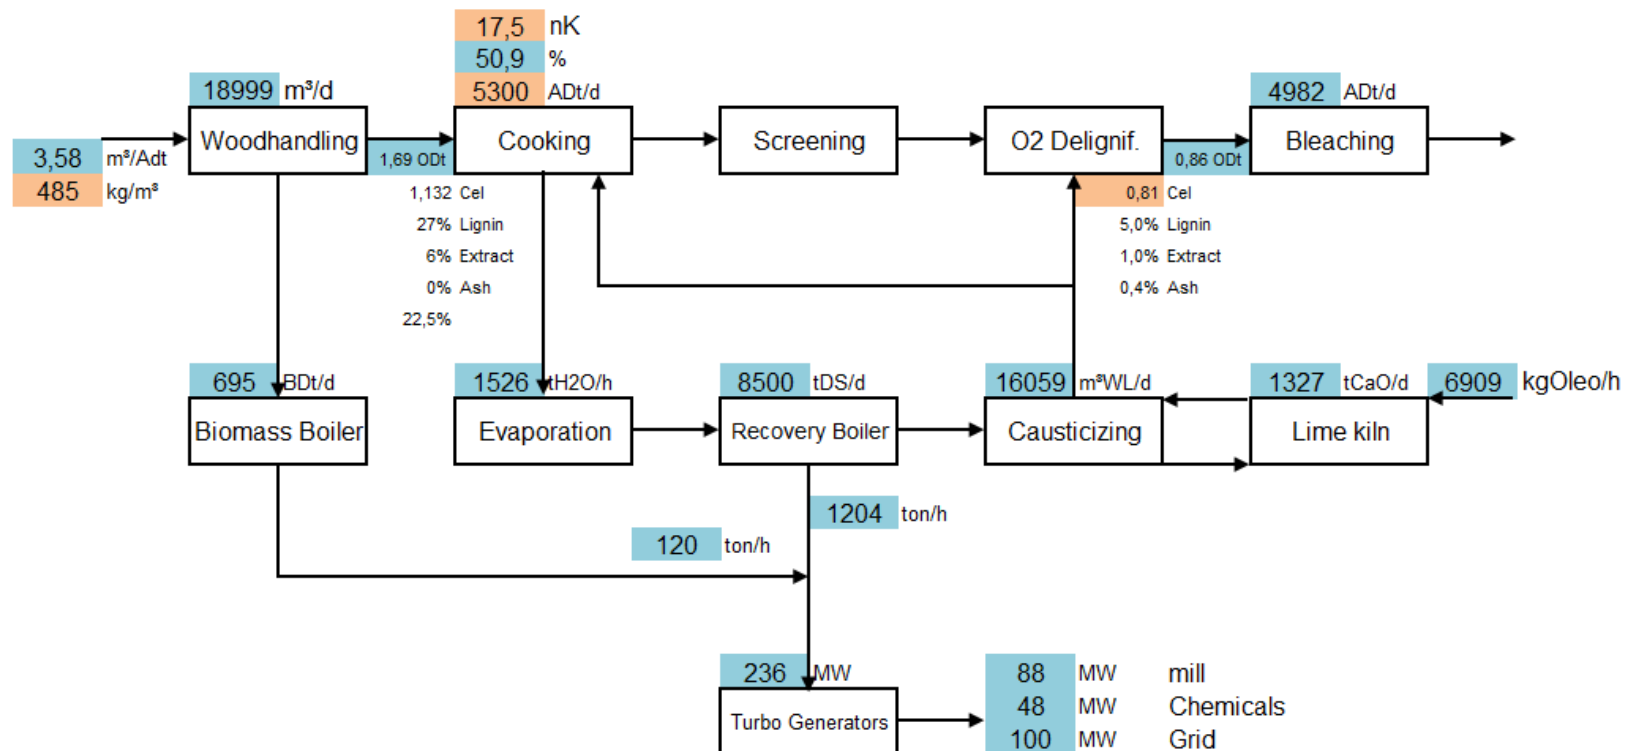 17,5 nK
50,9 %
18999 m³/d
5300 ADt/d
4982 ADt/d
Woodhandling
Cooking
Screening
O2 Delignif.
Bleaching
3,58 m³/Adt
1,69 ODt
0,86 ODt
485 kg/m³
1,132 Cel
0,81 Cel
27% Lignin
5,0% Lignin
6% Extract
1,0% Extract
0% Ash
0,4% Ash
22,5%
695 BDt/d
1526 tH2O/h
8500 tDS/d
16059 m³WL/d
1327 tCaO/d
6909 kgOleo/h
Biomass Boiler
Evaporation
Recovery Boiler
Causticizing
Lime kiln
1204 ton/h
120 ton/h
236 MW
88 MW mill
Turbo Generators
48 MW Chemicals
100 MW Grid